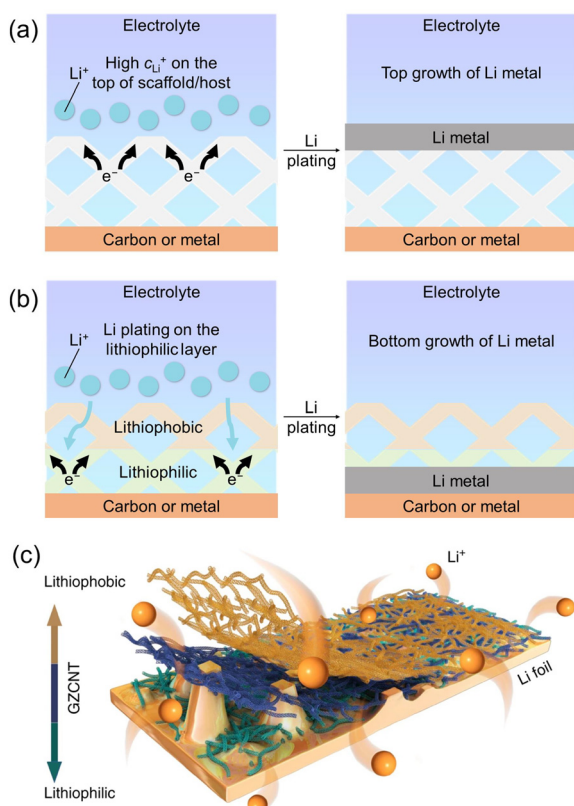 (a)
Electrolyte
High cLi+ on the
top of scaffold/host
Li+
e−
e−
Carbon or metal
Li
plating
Electrolyte
Top growth of Li metal
Li metal
Carbon or metal
(b)
Electrolyte
Li plating on the
lithiophilic layer
Li+
Lithiophobic
Lithiophilic
e−
e−
Carbon or metal
Li
plating
Electrolyte
Bottom growth of Li metal
Li metal
Carbon or metal
(c)
Lithiophobic
GZCNT
Lithiophilic
Li+
Li foil